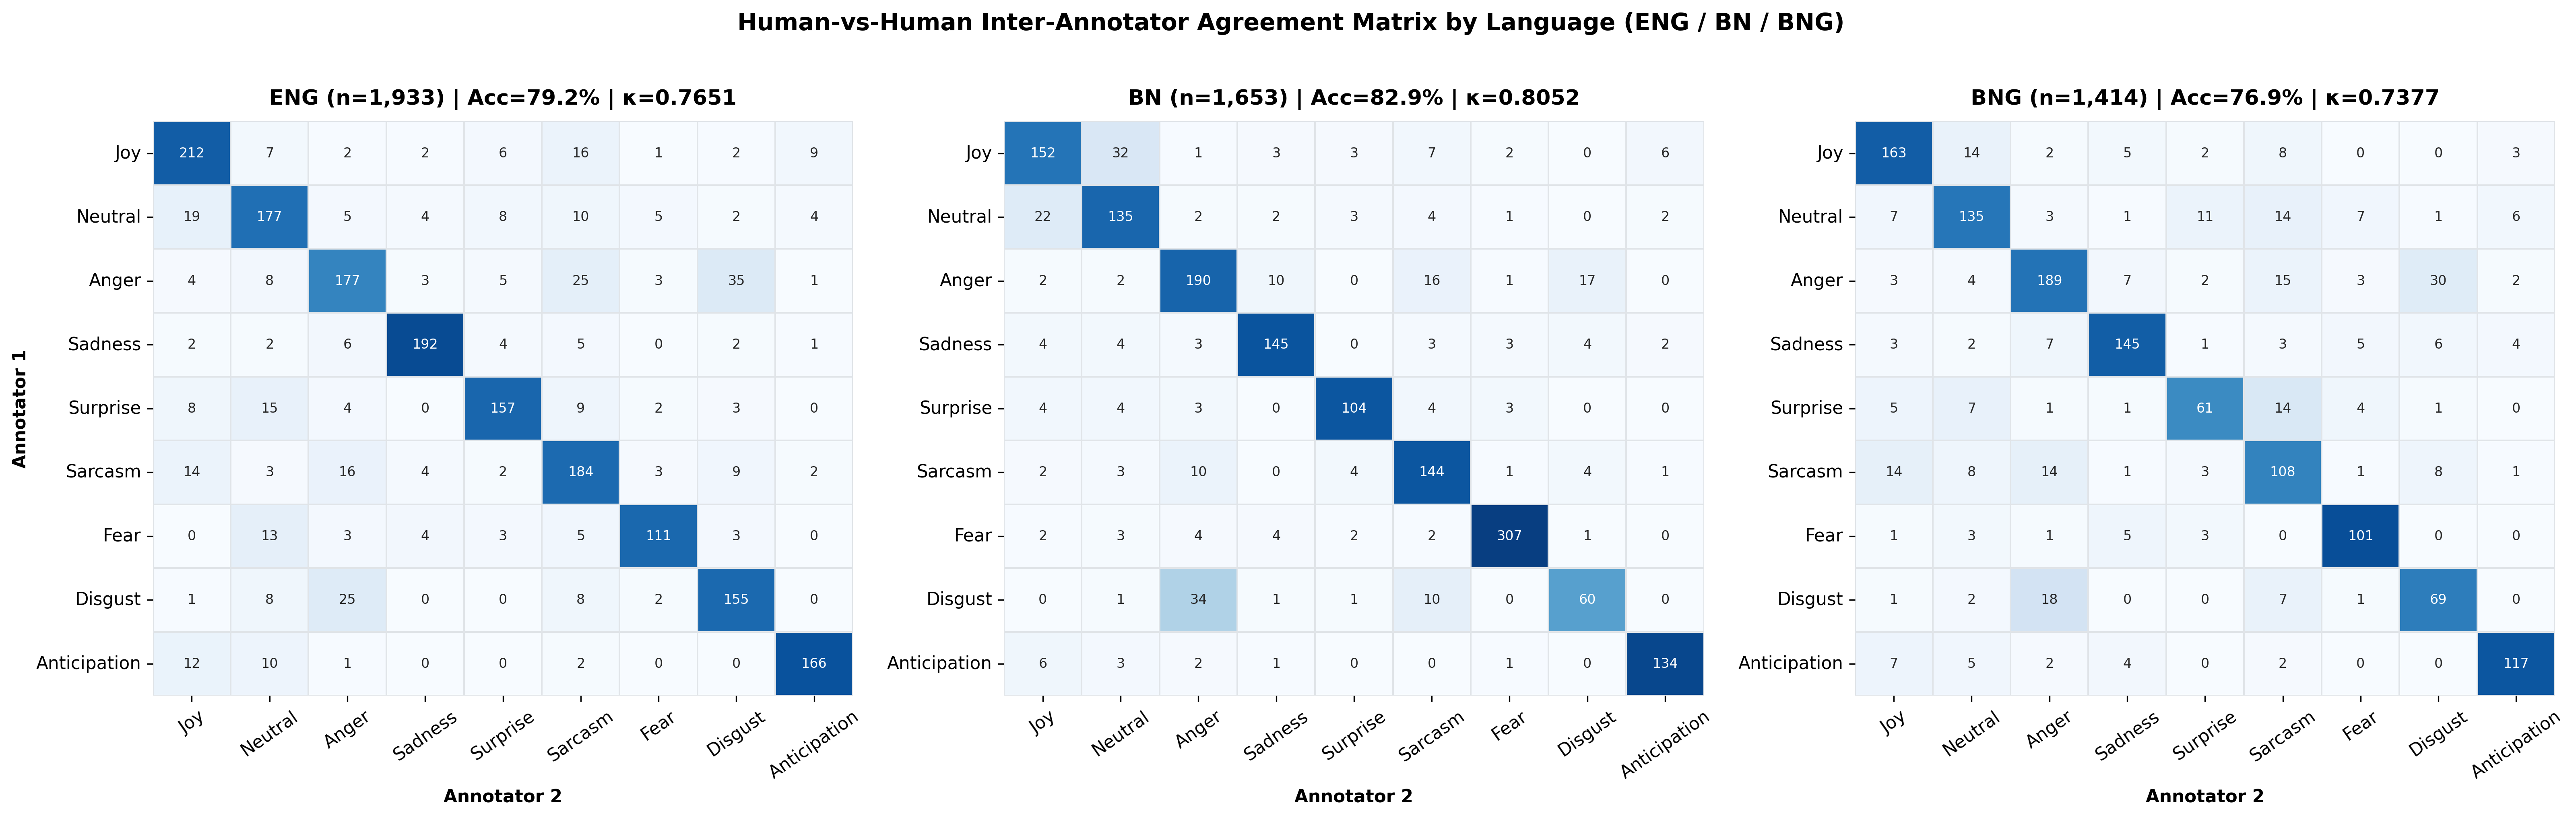 Human-vs-Human Inter-Annotator Agreement Matrix by Language (ENG / BN / BNG)
ENG (n=1,933) | Acc=79.2% | κ=0.7651
Annotator 1
Joy 212 7 2 2 6 16 1 2 9
Neutral 19 177 5 4 8 10 5 2 4
Anger 4 8 177 3 5 25 3 35 1
Sadness 2 2 6 192 4 5 0 2 1
Surprise 8 15 4 0 157 9 2 3 0
Sarcasm 14 3 16 4 2 184 3 9 2
Fear 0 13 3 4 3 5 111 3 0
Disgust 1 8 25 0 0 8 2 155 0
Anticipation 12 10 1 0 0 2 0 0 166
Joy Neutral Anger Sadness Surprise Sarcasm Fear Disgust Anticipation
Annotator 2
BN (n=1,653) | Acc=82.9% | κ=0.8052
Joy 152 32 1 3 3 7 2 0 6
Neutral 22 135 2 2 3 4 1 0 2
Anger 2 2 190 10 0 16 1 17 0
Sadness 4 4 3 145 0 3 3 4 2
Surprise 4 4 3 0 104 4 3 0 0
Sarcasm 2 3 10 0 4 144 1 4 1
Fear 2 3 4 4 2 2 307 1 0
Disgust 0 1 34 1 1 10 0 60 0
Anticipation 6 3 2 1 0 0 1 0 134
Joy Neutral Anger Sadness Surprise Sarcasm Fear Disgust Anticipation
Annotator 2
BNG (n=1,414) | Acc=76.9% | κ=0.7377
Joy 163 14 2 5 2 8 0 0 3
Neutral 7 135 3 1 11 14 7 1 6
Anger 3 4 189 7 2 15 3 30 2
Sadness 3 2 7 145 1 3 5 6 4
Surprise 5 7 1 1 61 14 4 1 0
Sarcasm 14 8 14 1 3 108 1 8 1
Fear 1 3 1 5 3 0 101 0 0
Disgust 1 2 18 0 0 7 1 69 0
Anticipation 7 5 2 4 0 2 0 0 117
Joy Neutral Anger Sadness Surprise Sarcasm Fear Disgust Anticipation
Annotator 2